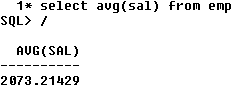 1* select avg(sal) from emp
SQL> /
AVG(SAL)
----------
2073.21429